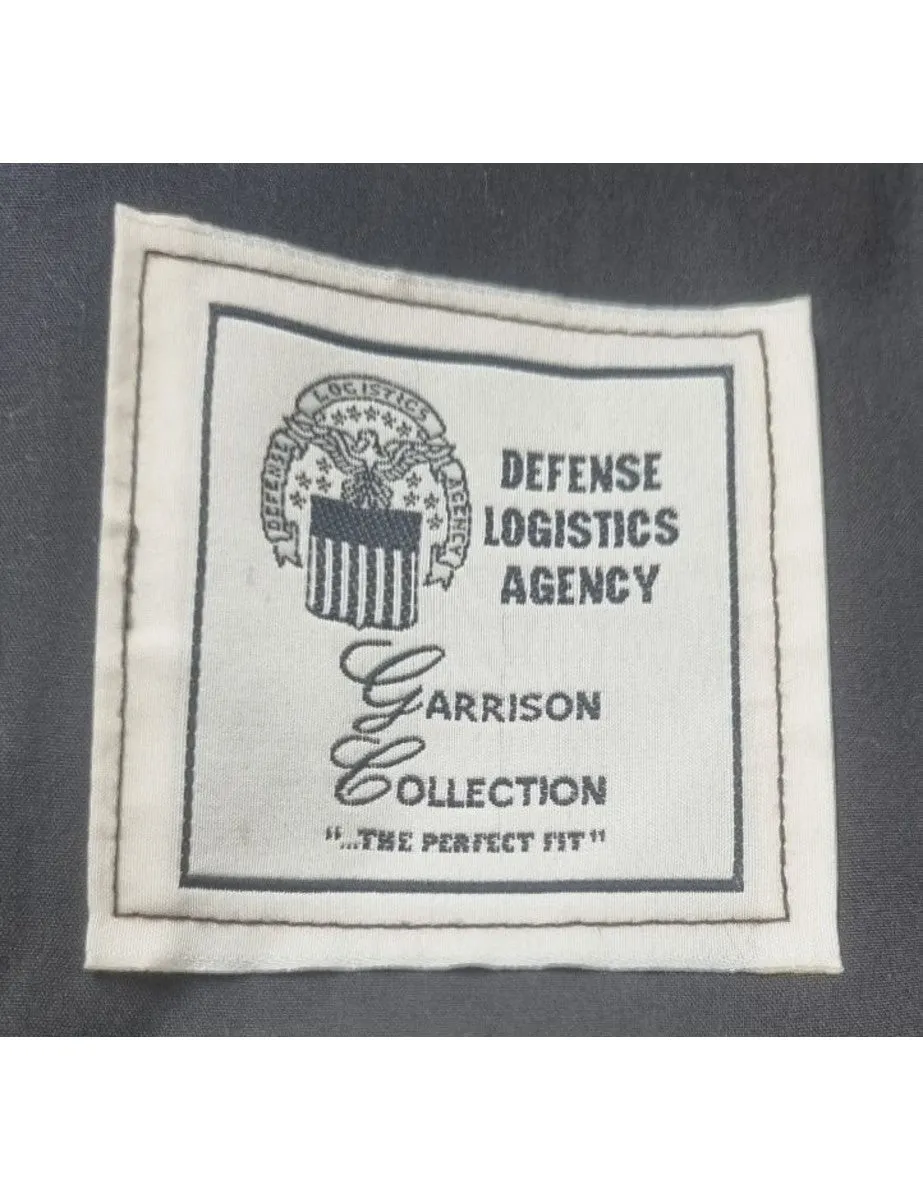 DEFENSE LOGISTICS AGENCY
DEFENSE
LOGISTICS
AGENCY
GARRISON
COLLECTION
"...THE PERFECT FIT"